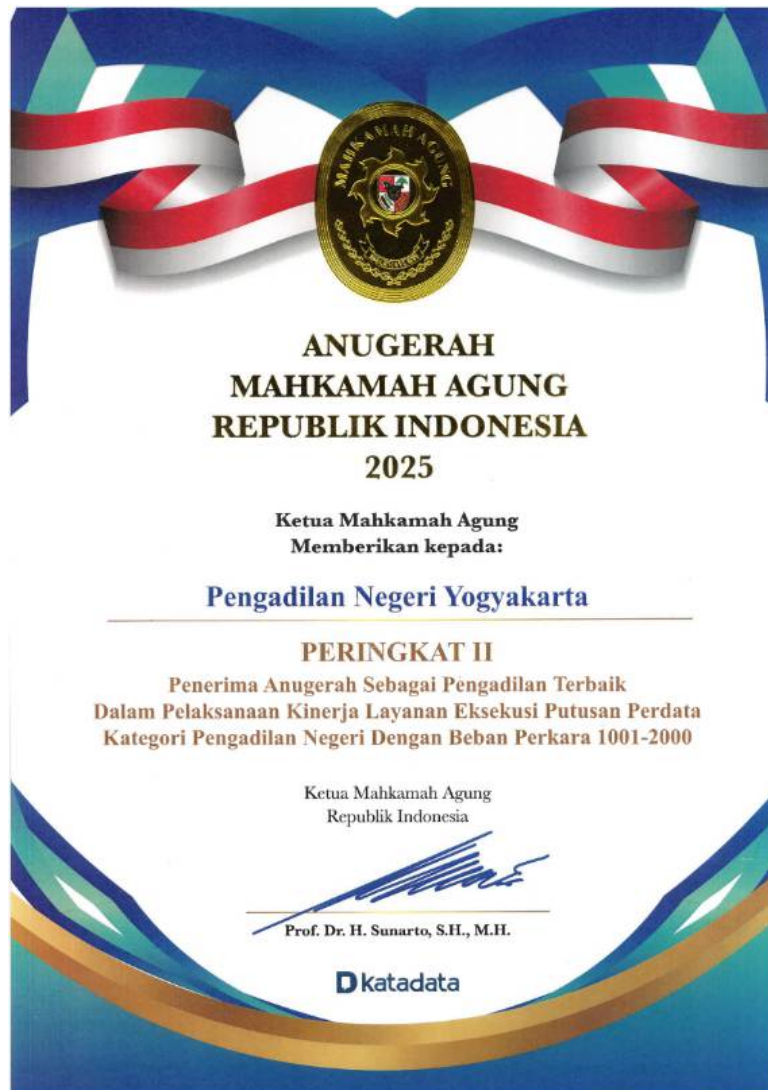 MAHKAMAH AGUNG
ANUGERAH
MAHKAMAH AGUNG
REPUBLIK INDONESIA
2025
Ketua Mahkamah Agung
Memberikan kepada:
Pengadilan Negeri Yogyakarta
PERINGKAT II
Penerima Anugerah Sebagai Pengadilan Terbaik
Dalam Pelaksanaan Kinerja Layanan Eksekusi Putusan Perdata
Kategori Pengadilan Negeri Dengan Beban Perkara 1001-2000
Ketua Mahkamah Agung
Republik Indonesia
Prof. Dr. H. Sunarto, S.H., M.H.
katadata